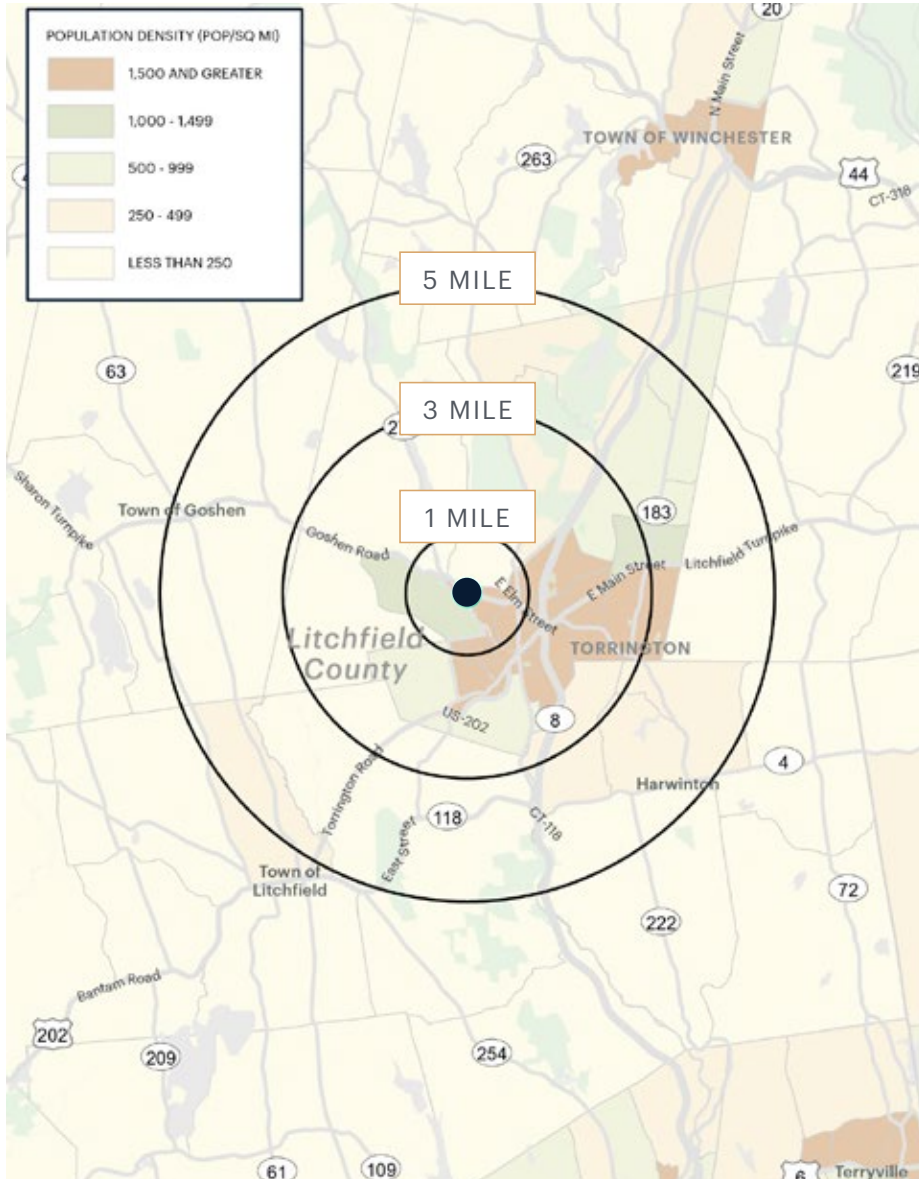 POPULATION DENSITY (POP/SQ MI)
1,500 AND GREATER
1,000 - 1,499
500 - 999
250 - 499
LESS THAN 250
20
N Main Street
TOWN OF WINCHESTER
263
44
CT-318
5 MILE
63
219
3 MILE
Sharon Turnpike
Town of Goshen
1 MILE
183
Goshen Road
Litchfield Turnpike
E Main Street
E Elm Street
Litchfield
County
TORRINGTON
US-202
8
Torrington Road
4
Harwinton
118
CT-118
East Street
Town of
Litchfield
72
222
Bantam Road
202
209
254
61
109
6
Terryville